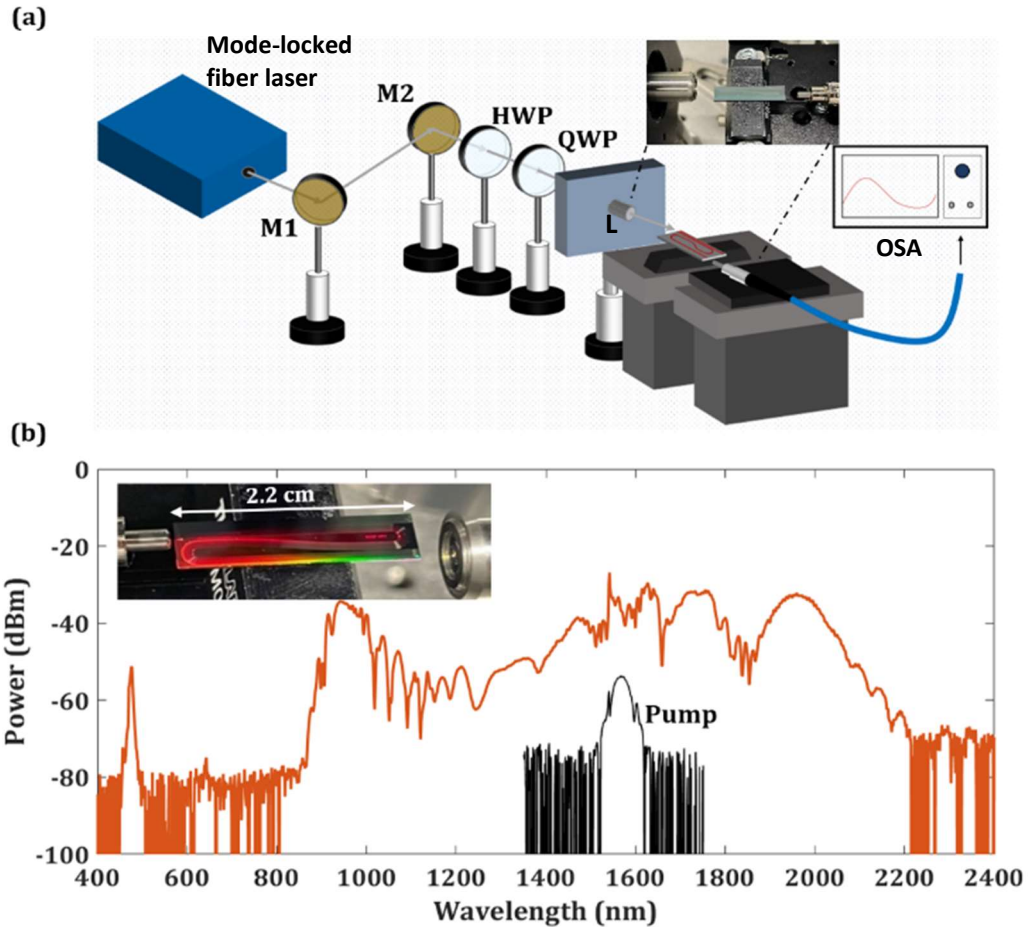 (a)
Mode-locked
fiber laser
M2
HWP
QWP
M1
L
OSA
(b)
2.2 cm
Pump
Power (dBm)
0
-20
-40
-60
-80
-100
400 600 800 1000 1200 1400 1600 1800 2000 2200 2400
Wavelength (nm)